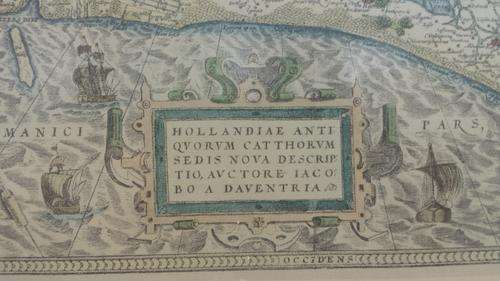 MANICI
HOLLANDIAE ANTI
QVORVM CATTHORVM
SEDIS NOVA DESCRIP
TIO, AVCTORE IACO
BO A DAVENTRIA.
PARS,
OCCIDENS